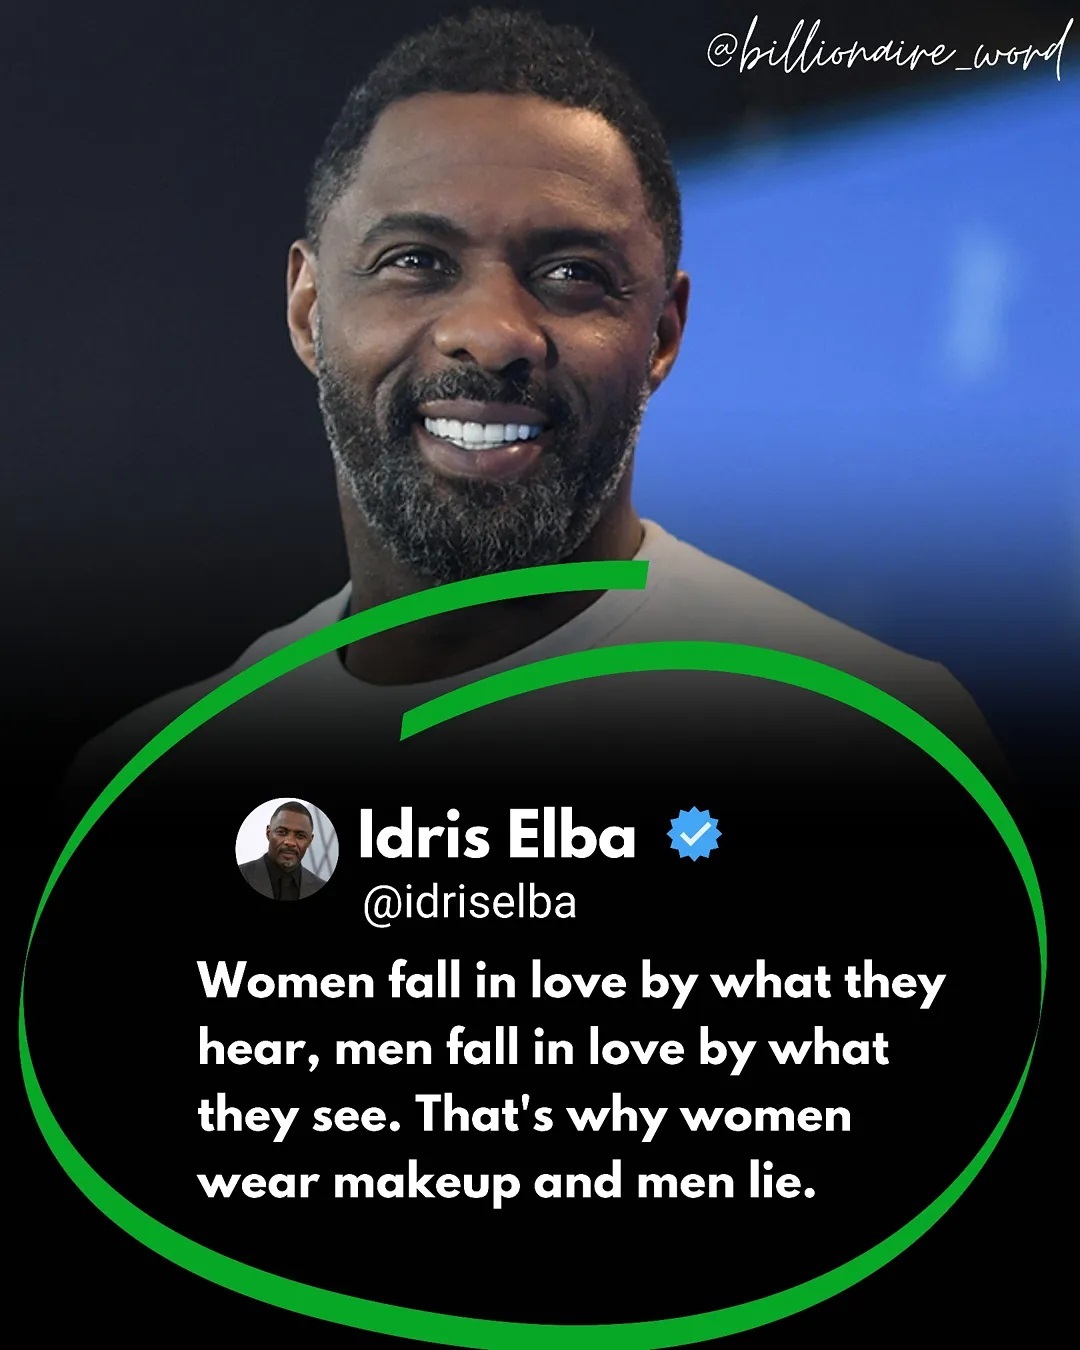 @billionaire_word
Idris Elba
@idriselba
Women fall in love by what they
hear, men fall in love by what
they see. That's why women
wear makeup and men lie.